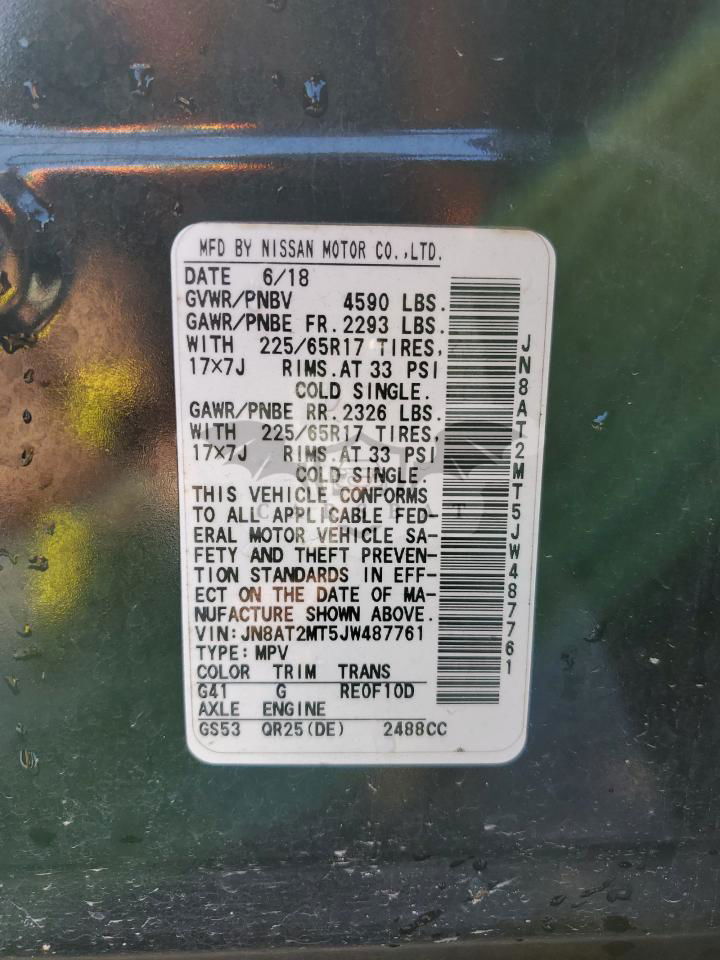 MFD BY NISSAN MOTOR CO.,LTD.
DATE 6/18
GVWR/PNBV 4590 LBS.
GAWR/PNBE FR.2293 LBS.
WITH 225/65R17 TIRES,
17×7J RIMS.AT 33 PSI
COLD SINGLE.
GAWR/PNBE RR.2326 LBS.
WITH 225/65R17 TIRES,
17×7J RIMS.AT 33 PSI
COLD SINGLE.
THIS VEHICLE CONFORMS
TO ALL APPLICABLE FED-
ERAL MOTOR VEHICLE SA-
FETY AND THEFT PREVEN-
TION STANDARDS IN EFF-
ECT ON THE DATE OF MA-
NUFACTURE SHOWN ABOVE.
VIN:JN8AT2MT5JW487761
TYPE:MPV
COLOR TRIM TRANS
G41 G RE0F10D
AXLE ENGINE
GS53 QR25(DE) 2488CC
JN8AT2MT5JW487761